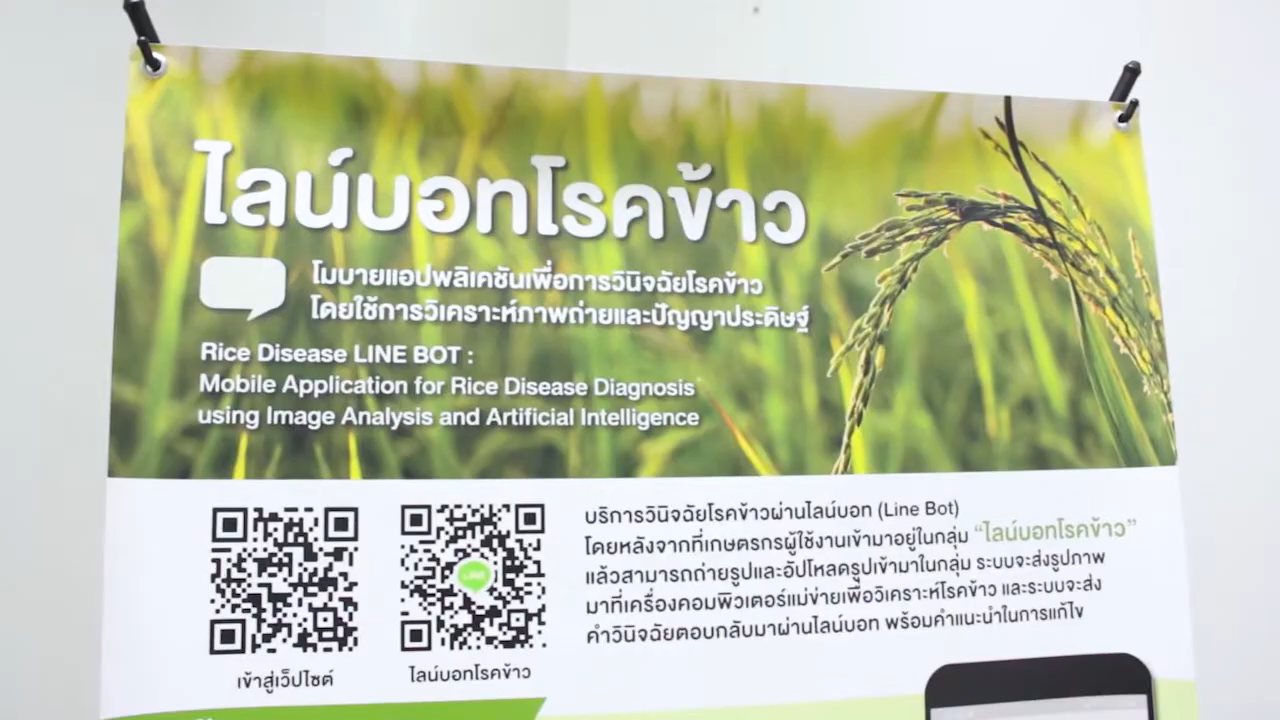 ไลน์บอทโรคข้าว
โมบายแอปพลิเคชันเพื่อการวินิจฉัยโรคข้าว
โดยใช้การวิเคราะห์ภาพถ่ายและปัญญาประดิษฐ์
Rice Disease LINE BOT :
Mobile Application for Rice Disease Diagnosis
using Image Analysis and Artificial Intelligence
บริการวินิจฉัยโรคข้าวผ่านไลน์บอท (Line Bot)
โดยหลังจากที่เกษตรกรผู้ใช้งานเข้ามาอยู่ในกลุ่ม “ไลน์บอทโรคข้าว”
แล้วสามารถถ่ายรูปและอัปโหลดรูปเข้ามาในกลุ่ม ระบบจะส่งรูปภาพ
มาที่เครื่องคอมพิวเตอร์แม่ข่ายเพื่อวิเคราะห์โรคข้าว และระบบจะส่ง
คำวินิจฉัยตอบกลับมาผ่านไลน์บอท พร้อมคำแนะนำในการแก้ไข
LINE
เข้าสู่เว็ปไซต์
ไลน์บอทโรคข้าว